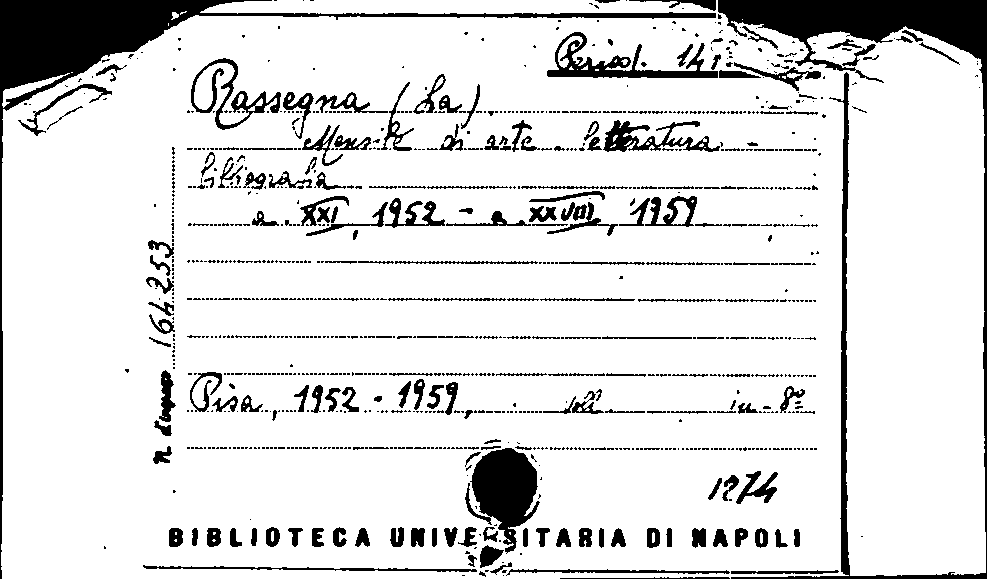 Period. 141
Rassegna (La).
Mensile di arte - letteratura -
bibliografia
a. XXI, 1952 - a. XXVIII, 1959.
Pisa, 1952 - 1959, voll. in-8º
1274
N. d'ingresso 164253
BIBLIOTECA UNIVERSITARIA DI NAPOLI